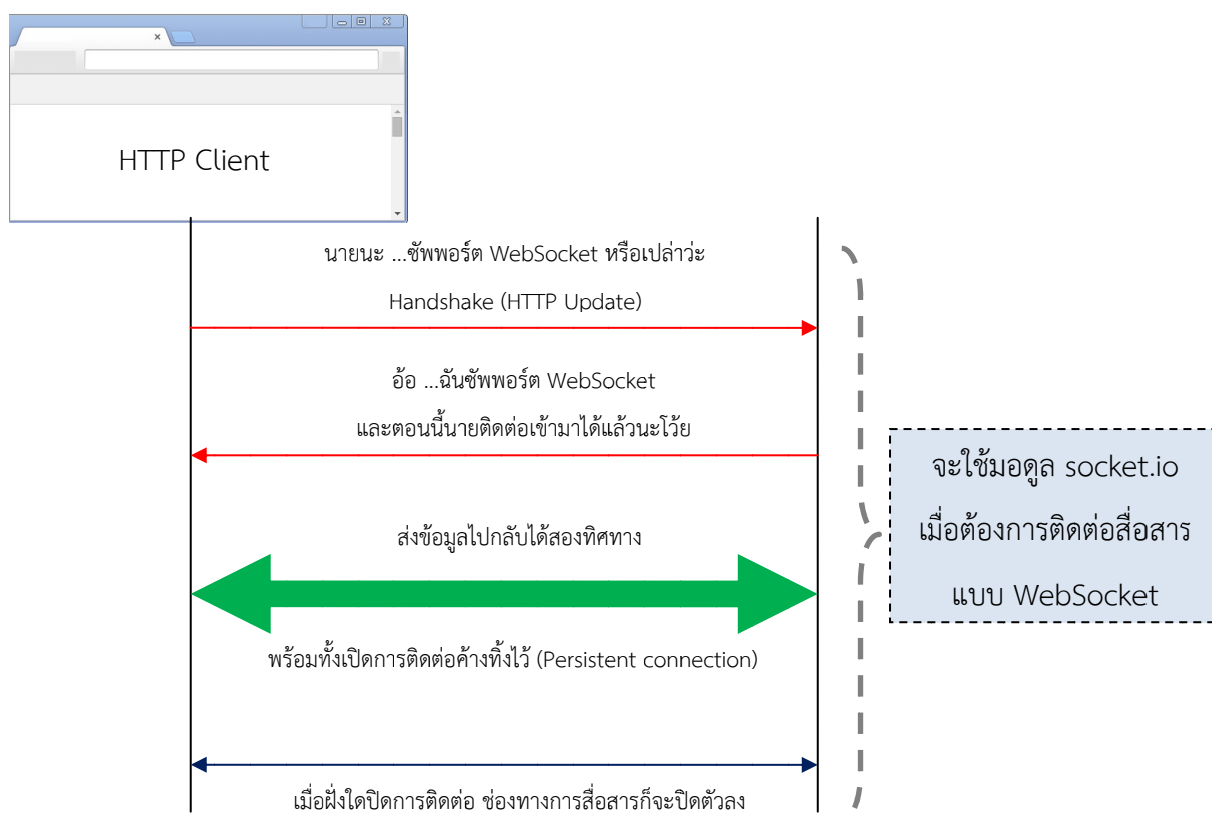 HTTP Client
นายนะ ...ซัพพอร์ต WebSocket หรือเปล่าว่ะ
Handshake (HTTP Update)
อ้อ ...ฉันซัพพอร์ต WebSocket
และตอนนี้นายติดต่อเข้ามาได้แล้วนะโว้ย
ส่งข้อมูลไปกลับได้สองทิศทาง
พร้อมทั้งเปิดการติดต่อค้างทิ้งไว้ (Persistent connection)
เมื่อฝั่งใดปิดการติดต่อ ช่องทางการสื่อสารก็จะปิดตัวลง
จะใช้มอดูล socket.io
เมื่อต้องการติดต่อสื่อสาร
แบบ WebSocket